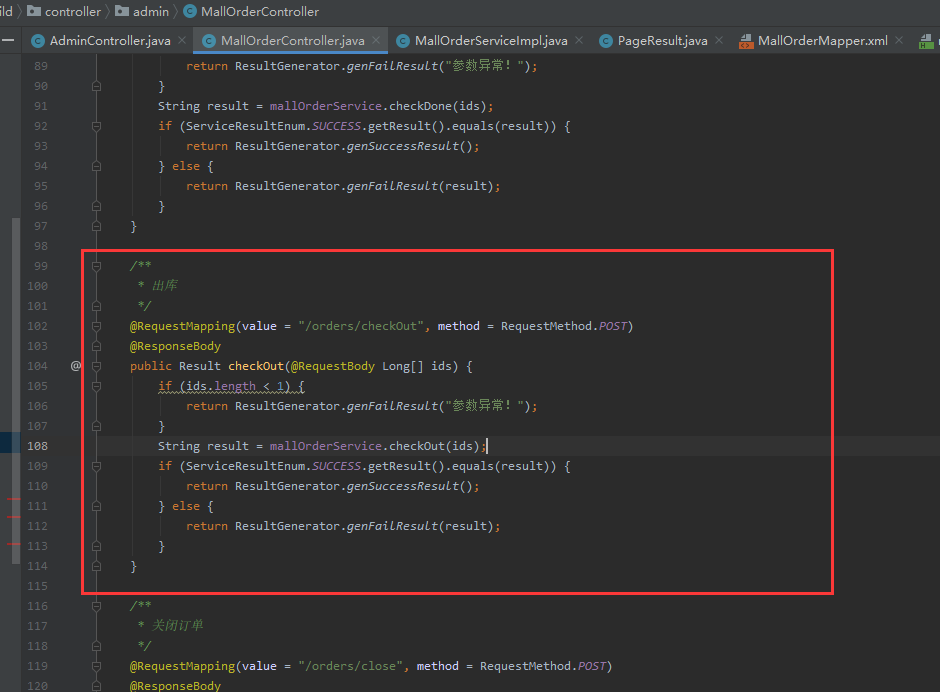 ild controller admin MallOrderController
AdminController.java MallOrderController.java MallOrderServiceImpl.java PageResult.java MallOrderMapper.xml
89 return ResultGenerator.genFailResult("参数异常！");
90 }
91 String result = mallOrderService.checkDone(ids);
92 if (ServiceResultEnum.SUCCESS.getResult().equals(result)) {
93 return ResultGenerator.genSuccessResult();
94 } else {
95 return ResultGenerator.genFailResult(result);
96 }
97 }
98
99 /**
100 * 出库
101 */
102 @RequestMapping(value = "/orders/checkOut", method = RequestMethod.POST)
103 @ResponseBody
104 @ public Result checkOut(@RequestBody Long[] ids) {
105 if (ids.length < 1) {
106 return ResultGenerator.genFailResult("参数异常！");
107 }
108 String result = mallOrderService.checkOut(ids);
109 if (ServiceResultEnum.SUCCESS.getResult().equals(result)) {
110 return ResultGenerator.genSuccessResult();
111 } else {
112 return ResultGenerator.genFailResult(result);
113 }
114 }
115
116 /**
117 * 关闭订单
118 */
119 @RequestMapping(value = "/orders/close", method = RequestMethod.POST)
120 @ResponseBody